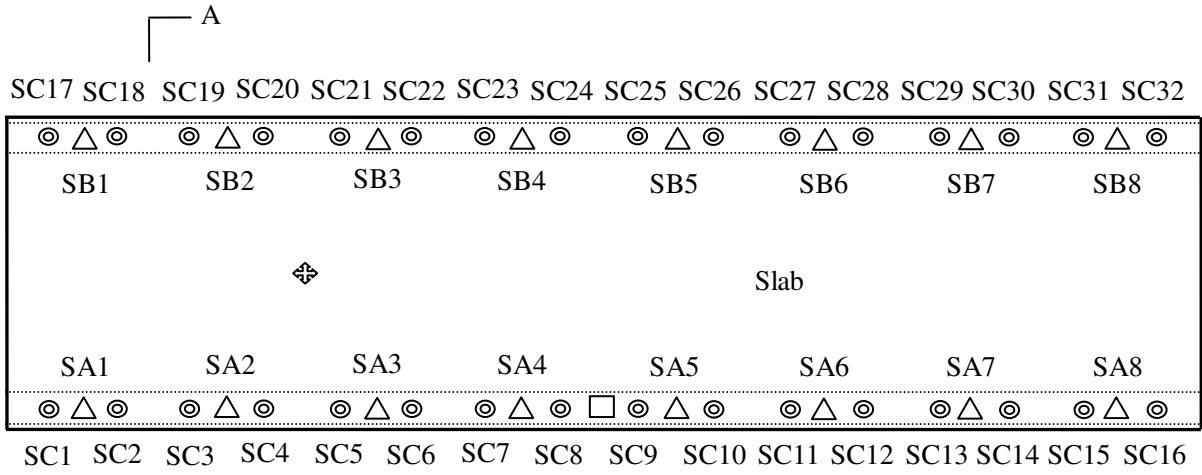 A
SC17 SC18 SC19 SC20 SC21 SC22 SC23 SC24 SC25 SC26 SC27 SC28 SC29 SC30 SC31 SC32
SB1 SB2 SB3 SB4 SB5 SB6 SB7 SB8
Slab
SA1 SA2 SA3 SA4 SA5 SA6 SA7 SA8
SC1 SC2 SC3 SC4 SC5 SC6 SC7 SC8 SC9 SC10 SC11 SC12 SC13 SC14 SC15 SC16